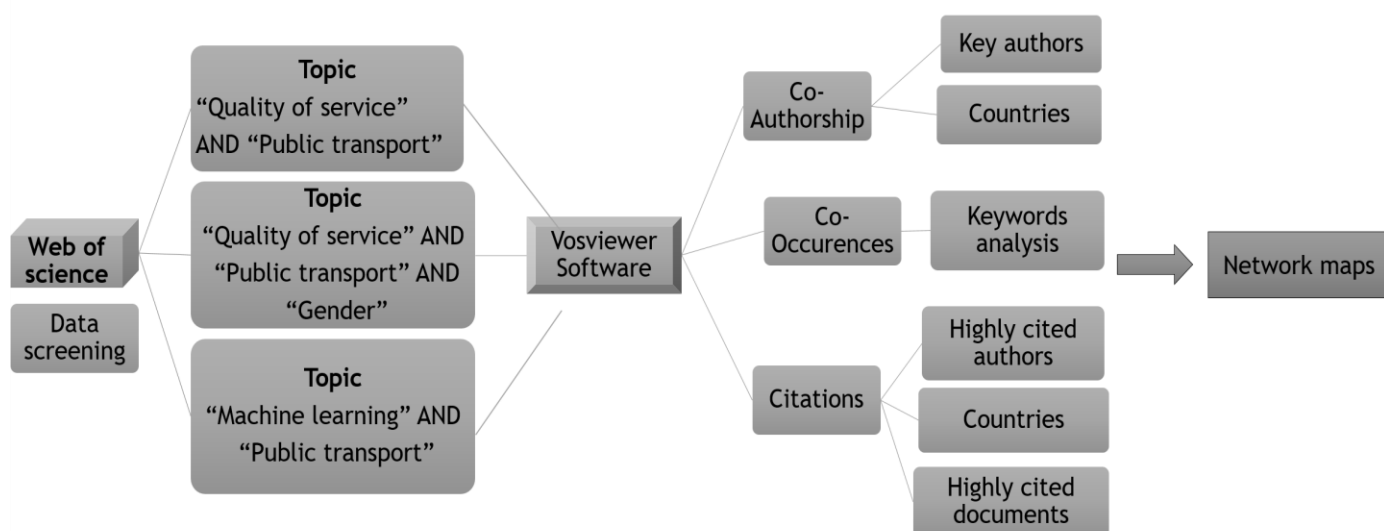 Web of
science
Data
screening
Topic
“Quality of service”
AND “Public transport”
Topic
“Quality of service” AND
“Public transport” AND
“Gender”
Topic
“Machine learning” AND
“Public transport”
Vosviewer
Software
Co-
Authorship
Key authors
Countries
Co-
Occurences
Keywords
analysis
Citations
Highly cited
authors
Countries
Highly cited
documents
Network maps